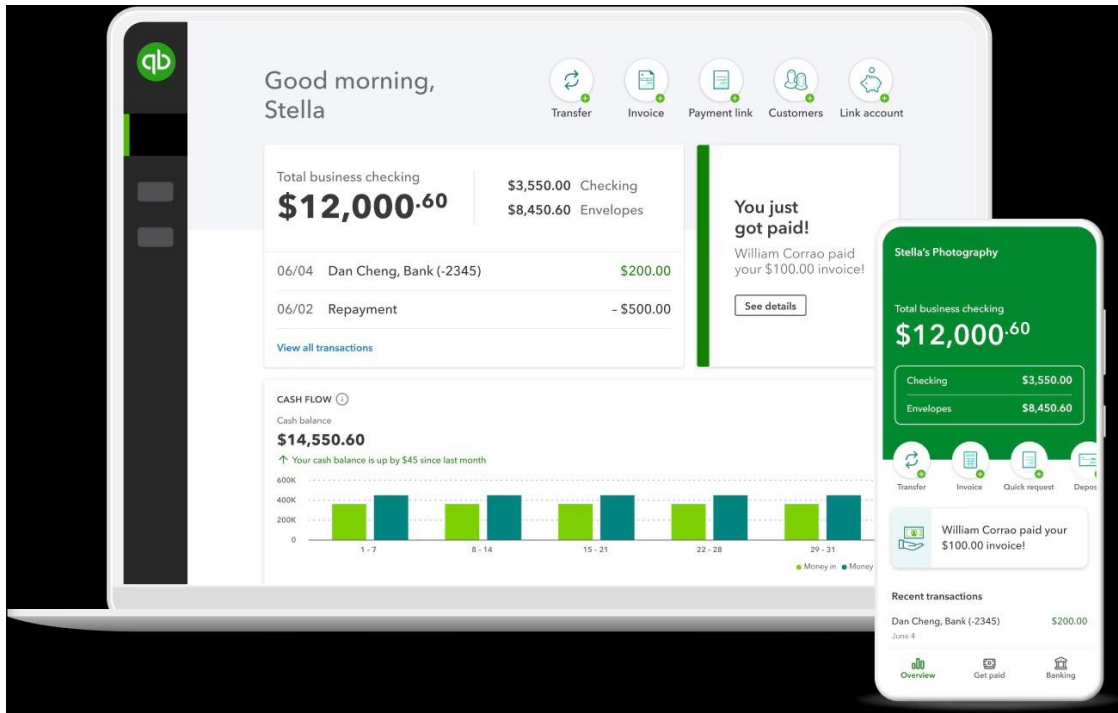 qb
Good morning,
Stella
Transfer
Invoice
Payment link
Customers
Link account
Total business checking
$12,000.60
$3,550.00 Checking
$8,450.60 Envelopes
06/04 Dan Cheng, Bank (-2345) $200.00
06/02 Repayment – $500.00
View all transactions
You just
got paid!
William Corrao paid
your $100.00 invoice!
See details
CASH FLOW
Cash balance
$14,550.60
↑ Your cash balance is up by $45 since last month
600K
400K
200K
0
1 - 7
8 - 14
15 - 21
22 - 28
29 - 31
Money in
Money
Stella's Photography
Total business checking
$12,000.60
Checking $3,550.00
Envelopes $8,450.60
Transfer
Invoice
Quick request
Depos
William Corrao paid your
$100.00 invoice!
Recent transactions
Dan Cheng, Bank (-2345) $200.00
June 4
Overview
Get paid
Banking